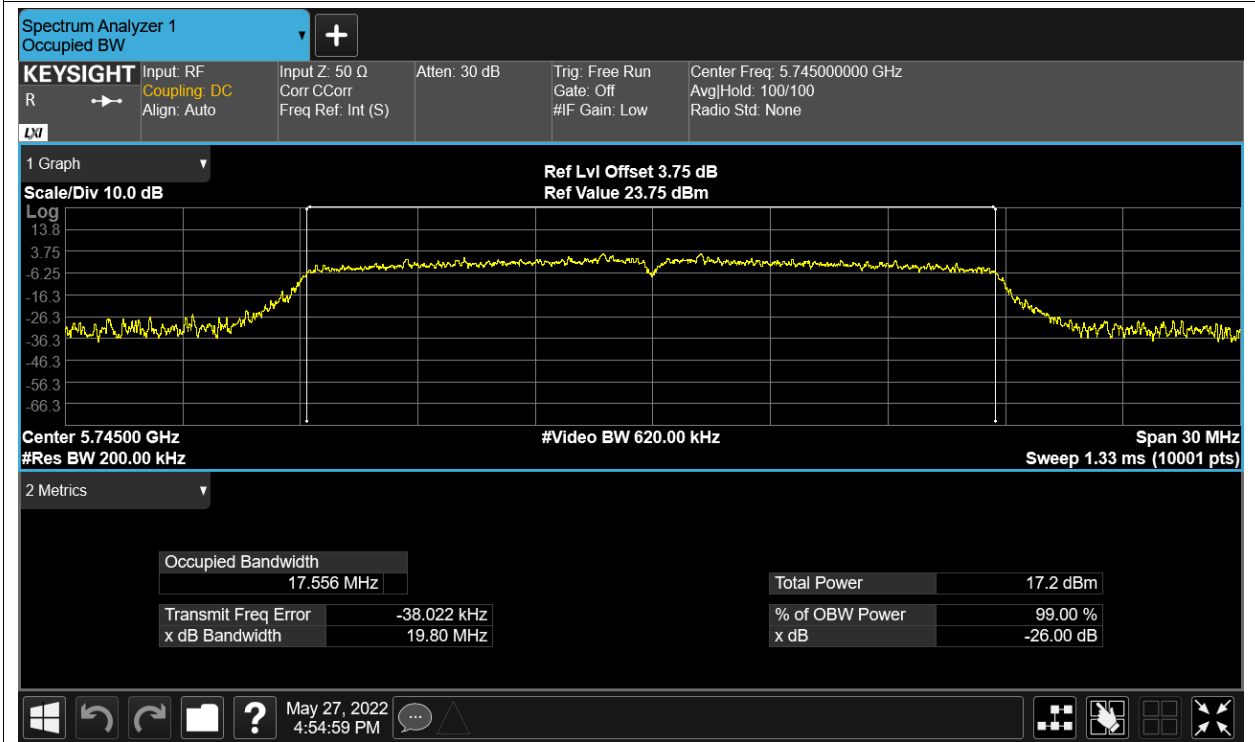 Spectrum Analyzer 1
Occupied BW
+
KEYSIGHT
R
LXI
Input: RF
Coupling: DC
Align: Auto
Input Z: 50 Ω
Corr CCorr
Freq Ref: Int (S)
Atten: 30 dB
Trig: Free Run
Gate: Off
#IF Gain: Low
Center Freq: 5.745000000 GHz
Avg|Hold: 100/100
Radio Std: None
1 Graph
Scale/Div 10.0 dB
Ref Lvl Offset 3.75 dB
Ref Value 23.75 dBm
Log
13.8
3.75
-6.25
-16.3
-26.3
-36.3
-46.3
-56.3
-66.3
Center 5.74500 GHz
#Res BW 200.00 kHz
#Video BW 620.00 kHz
Span 30 MHz
Sweep 1.33 ms (10001 pts)
2 Metrics
Occupied Bandwidth
17.556 MHz
Transmit Freq Error -38.022 kHz
x dB Bandwidth 19.80 MHz
Total Power 17.2 dBm
% of OBW Power 99.00 %
x dB -26.00 dB
?
May 27, 2022
4:54:59 PM